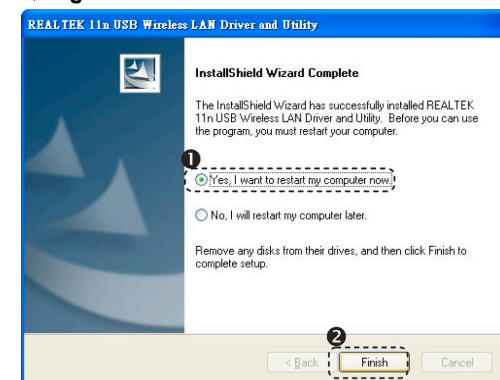 REALTEK 11n USB Wireless LAN Driver and Utility
InstallShield Wizard Complete
The InstallShield Wizard has successfully installed REALTEK
11n USB Wireless LAN Driver and Utility. Before you can use
the program, you must restart your computer.
1
Yes, I want to restart my computer now.
No, I will restart my computer later.
Remove any disks from their drives, and then click Finish to
complete setup.
2
< Back Finish Cancel